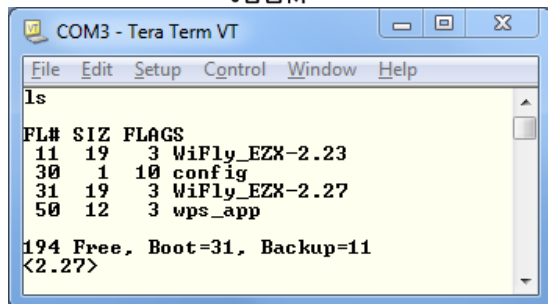 COM3 - Tera Term VT
File Edit Setup Control Window Help
ls
FL# SIZ FLAGS
11 19 3 WiFly_EZX-2.23
30 1 10 config
31 19 3 WiFly_EZX-2.27
50 12 3 wps_app
194 Free, Boot=31, Backup=11
<2.27>